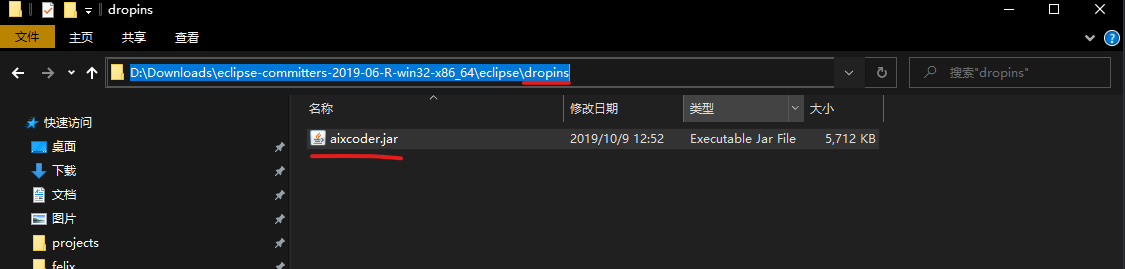 dropins
文件 主页 共享 查看
D:\Downloads\eclipse-committers-2019-06-R-win32-x86_64\eclipse\dropins 搜索"dropins"
名称 修改日期 类型 大小
快速访问
aixcoder.jar 2019/10/9 12:52 Executable Jar File 5,712 KB
桌面
下载
文档
图片
projects
felix